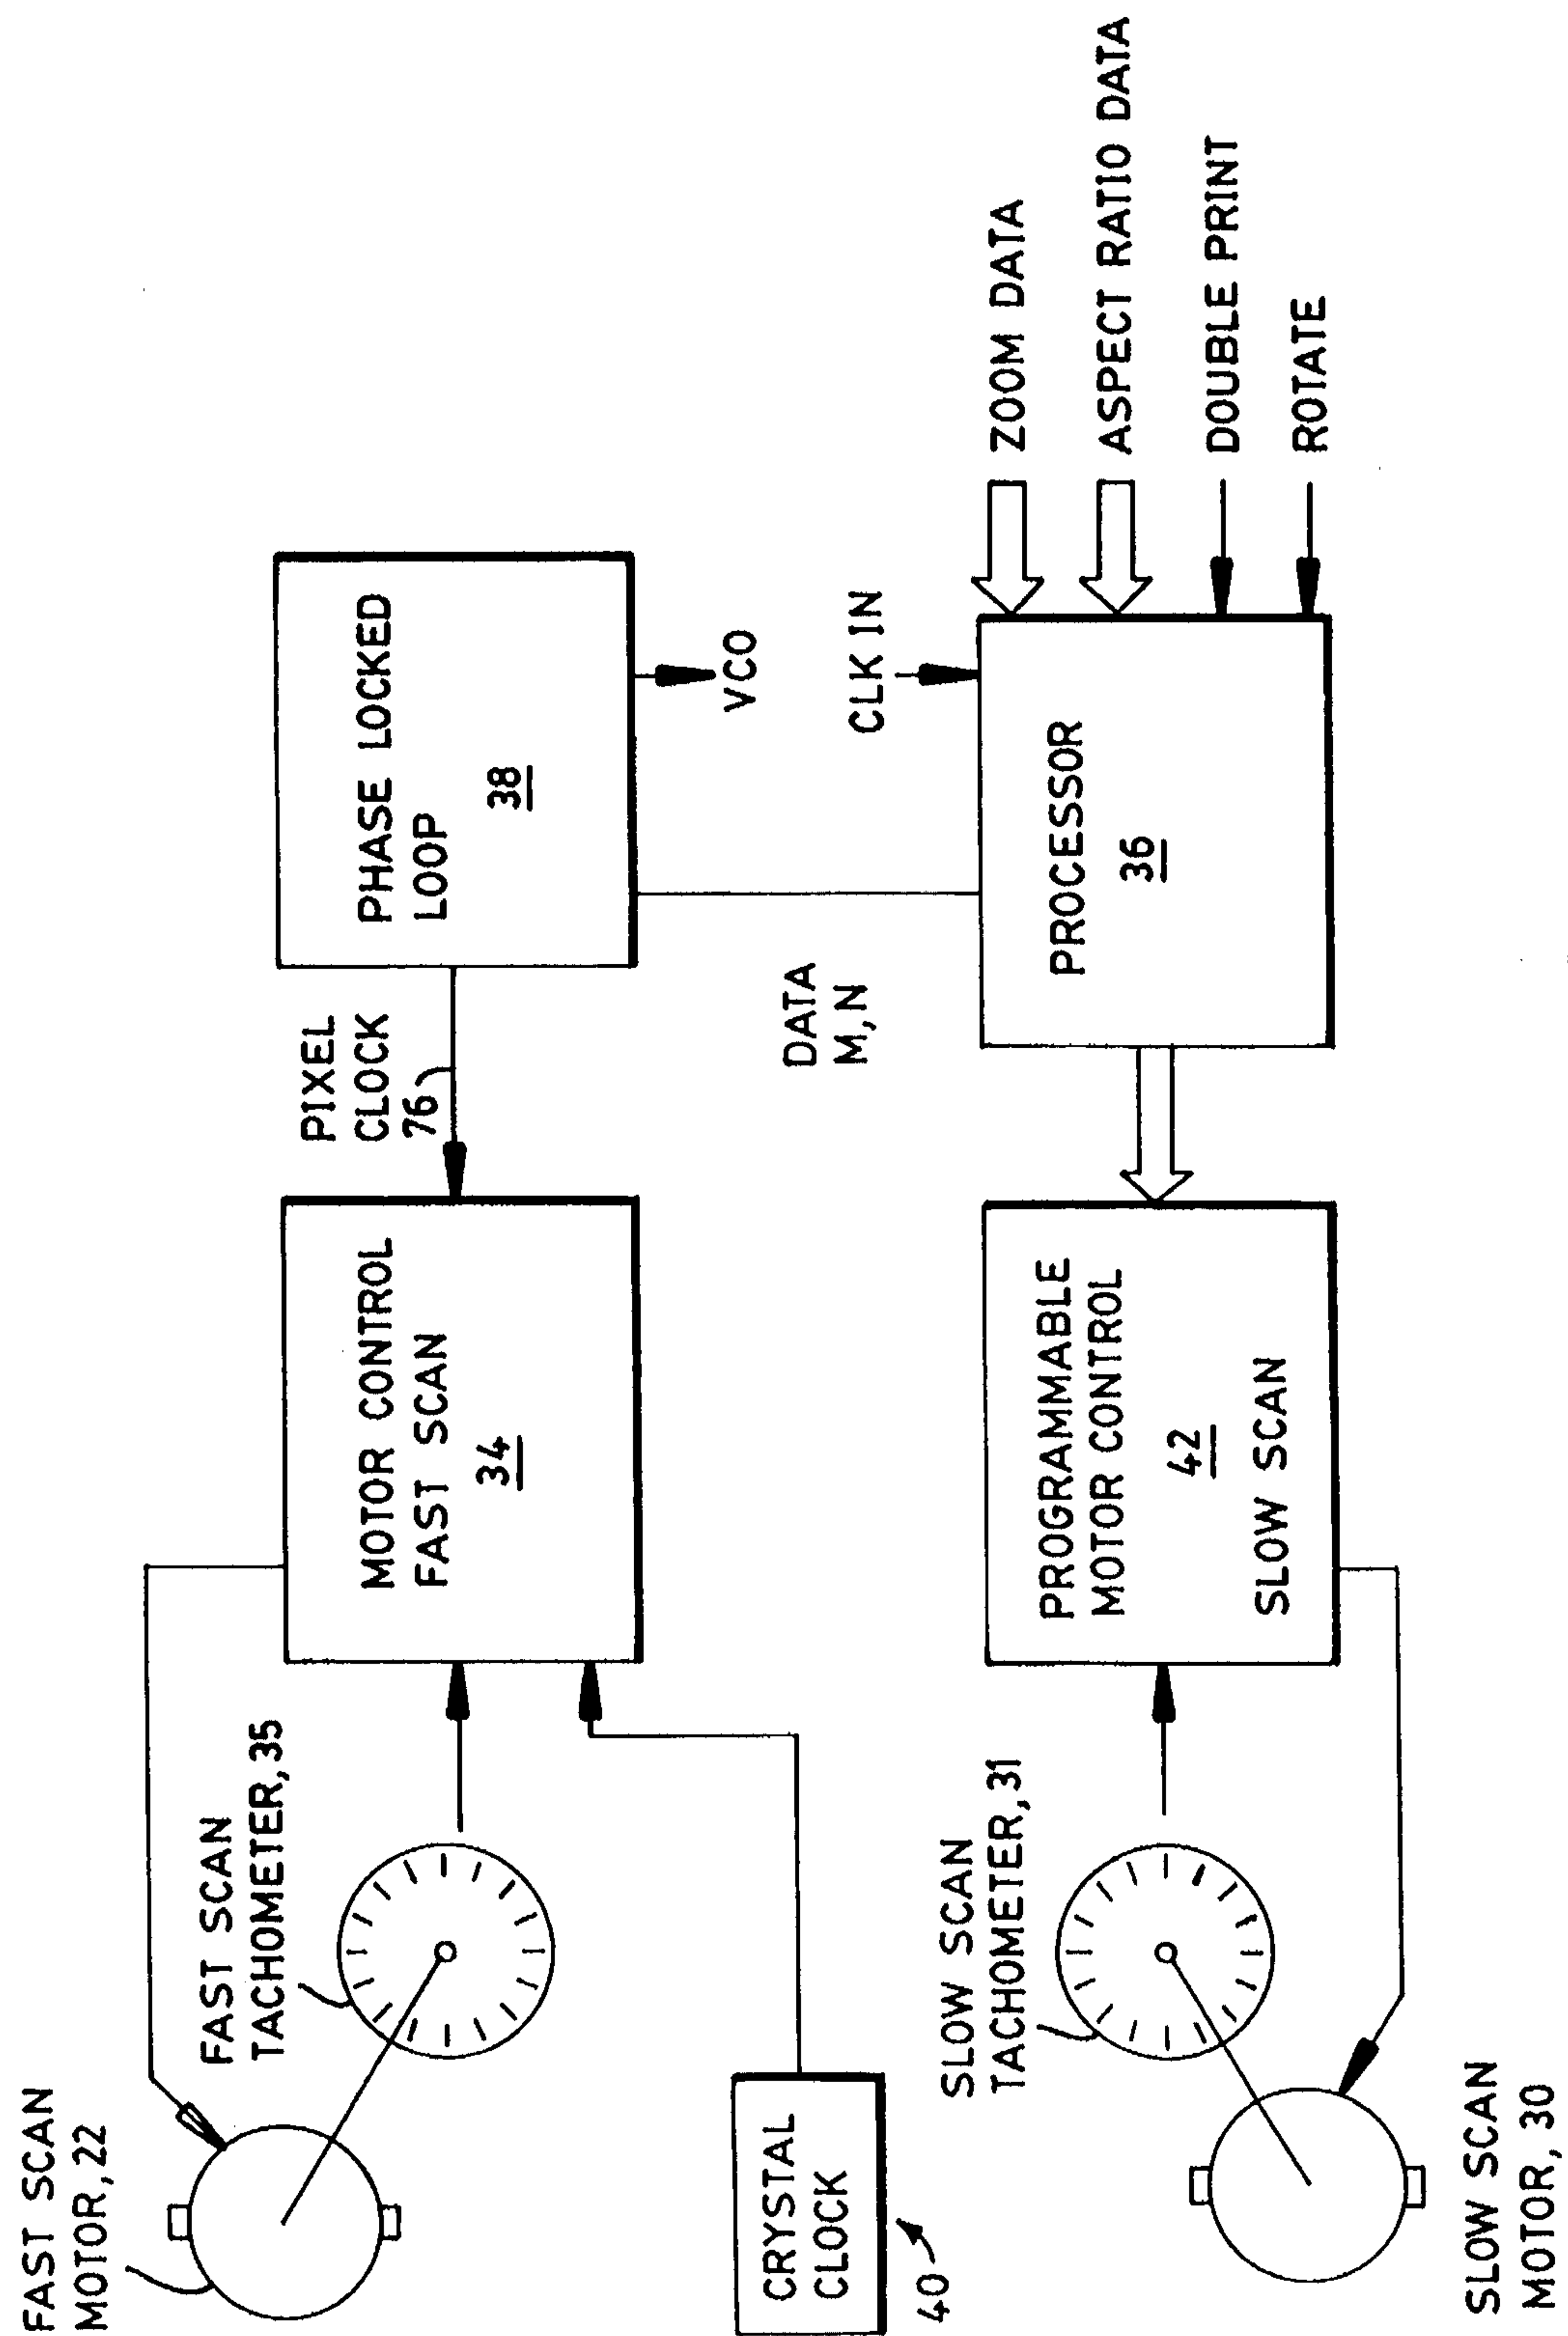 FAST SCAN
MOTOR, 22
FAST SCAN
TACHOMETER, 35
MOTOR CONTROL
FAST SCAN
34
PIXEL
CLOCK
76
PHASE LOCKED
LOOP
38
VCO
CRYSTAL
CLOCK
40
DATA
M,N
CLK IN
SLOW SCAN
TACHOMETER, 31
PROGRAMMABLE
MOTOR CONTROL
42
SLOW SCAN
PROCESSOR
36
ZOOM DATA
ASPECT RATIO DATA
DOUBLE PRINT
ROTATE
SLOW SCAN
MOTOR, 30